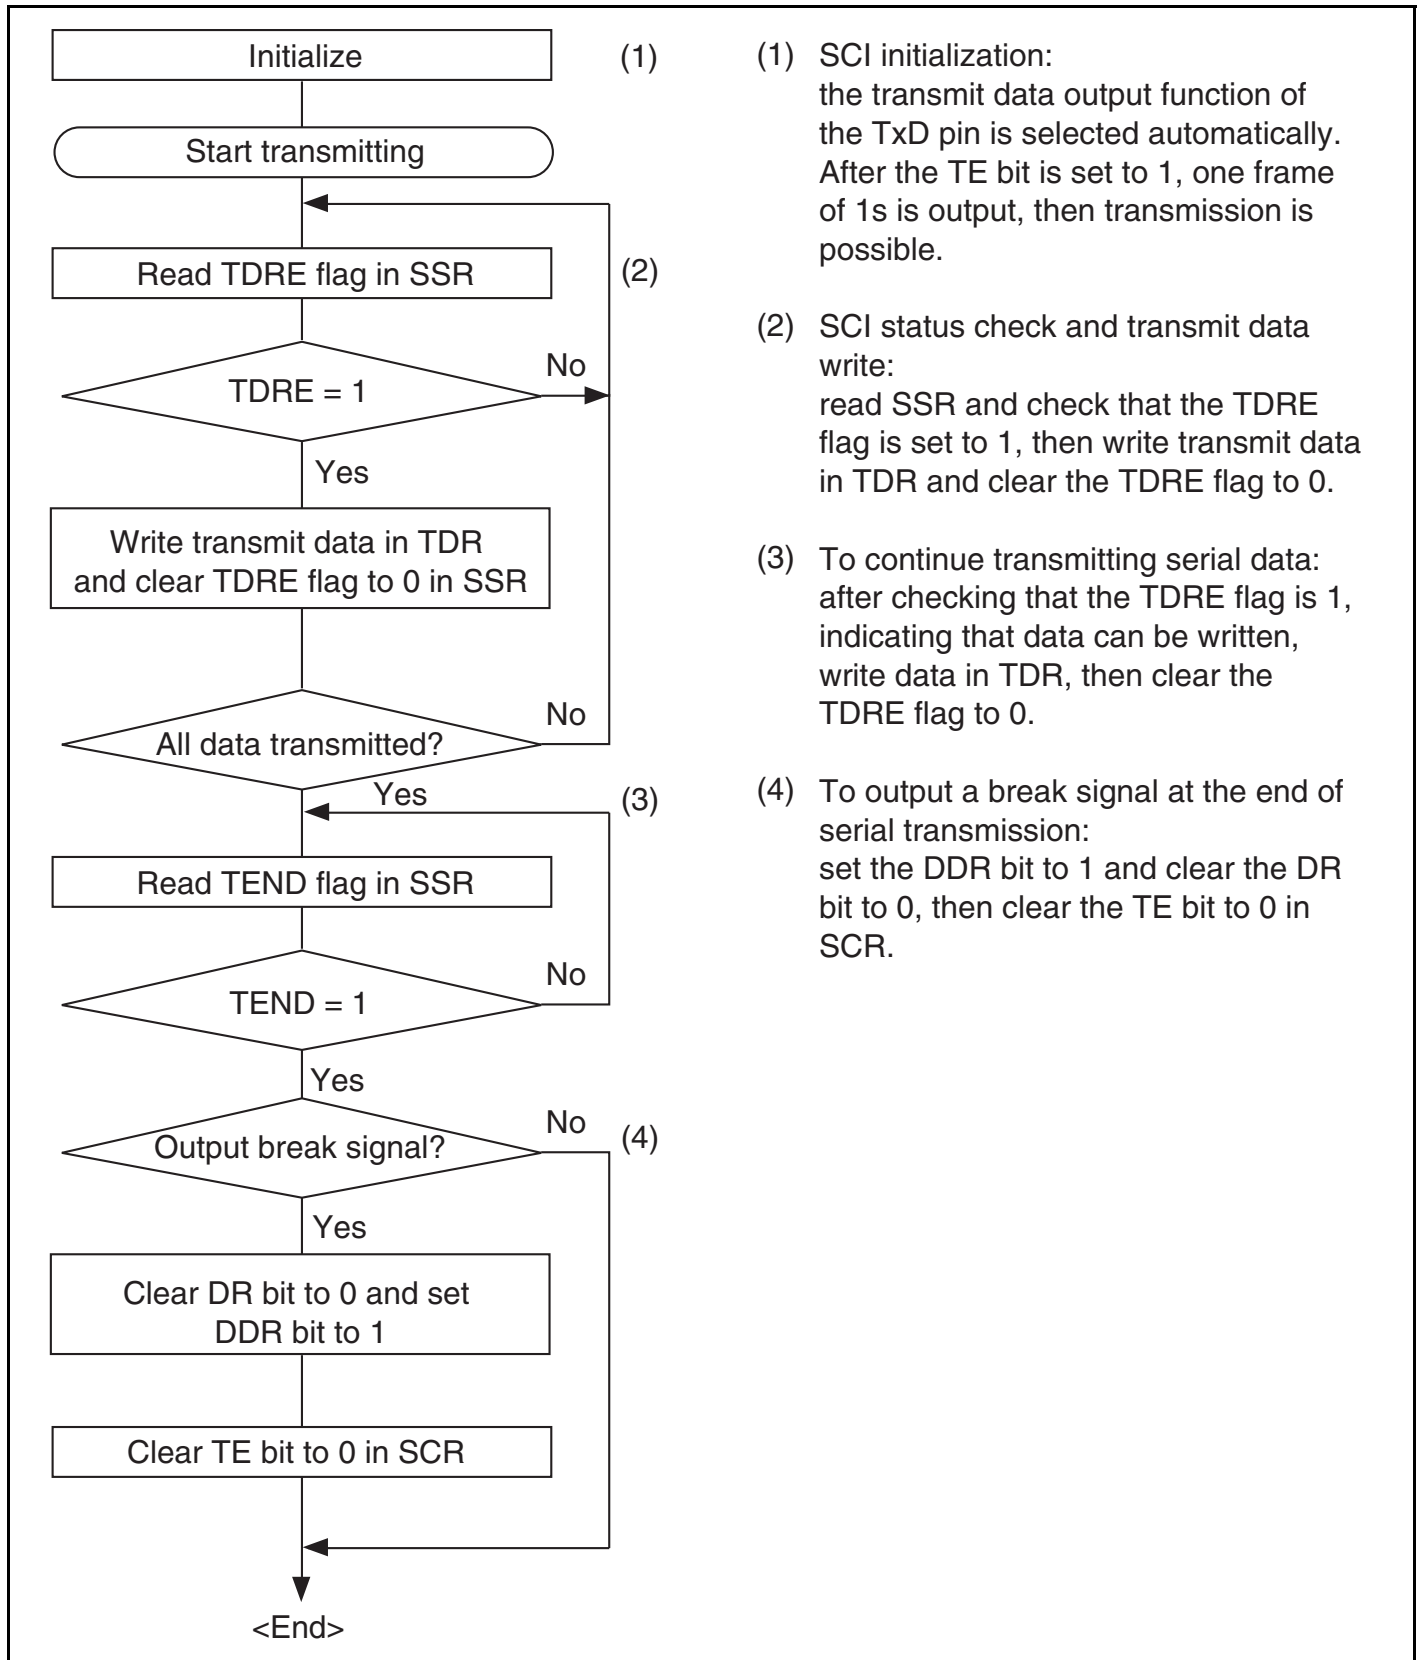 Initialize
(1)
Start transmitting
Read TDRE flag in SSR
(2)
TDRE = 1
No
Yes
Write transmit data in TDR
and clear TDRE flag to 0 in SSR
All data transmitted?
No
Yes
(3)
Read TEND flag in SSR
TEND = 1
No
Yes
Output break signal?
No
(4)
Yes
Clear DR bit to 0 and set
DDR bit to 1
Clear TE bit to 0 in SCR
<End>
(1) SCI initialization:
the transmit data output function of
the TxD pin is selected automatically.
After the TE bit is set to 1, one frame
of 1s is output, then transmission is
possible.
(2) SCI status check and transmit data
write:
read SSR and check that the TDRE
flag is set to 1, then write transmit data
in TDR and clear the TDRE flag to 0.
(3) To continue transmitting serial data:
after checking that the TDRE flag is 1,
indicating that data can be written,
write data in TDR, then clear the
TDRE flag to 0.
(4) To output a break signal at the end of
serial transmission:
set the DDR bit to 1 and clear the DR
bit to 0, then clear the TE bit to 0 in
SCR.